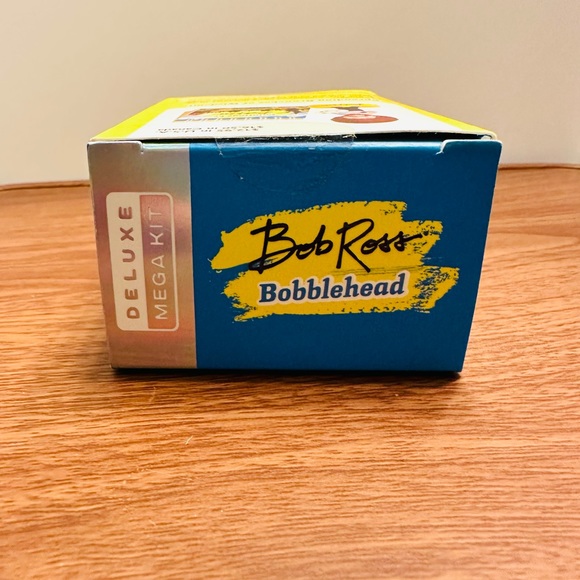 DELUXE
MEGA KIT
Bob Ross
Bobblehead